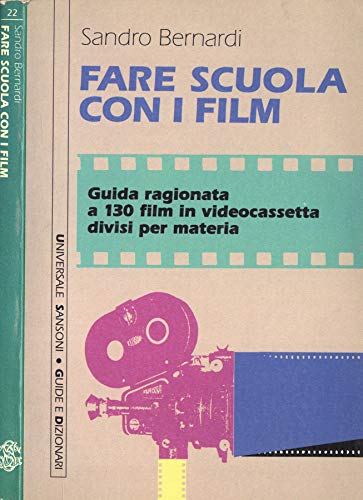 22
Sandro Bernardi
FARE SCUOLA CON I FILM
Sandro Bernardi
FARE SCUOLA
CON I FILM
Guida ragionata
a 130 film in videocassetta
divisi per materia
UNIVERSALE SANSONI • GUIDE E DIZIONARI